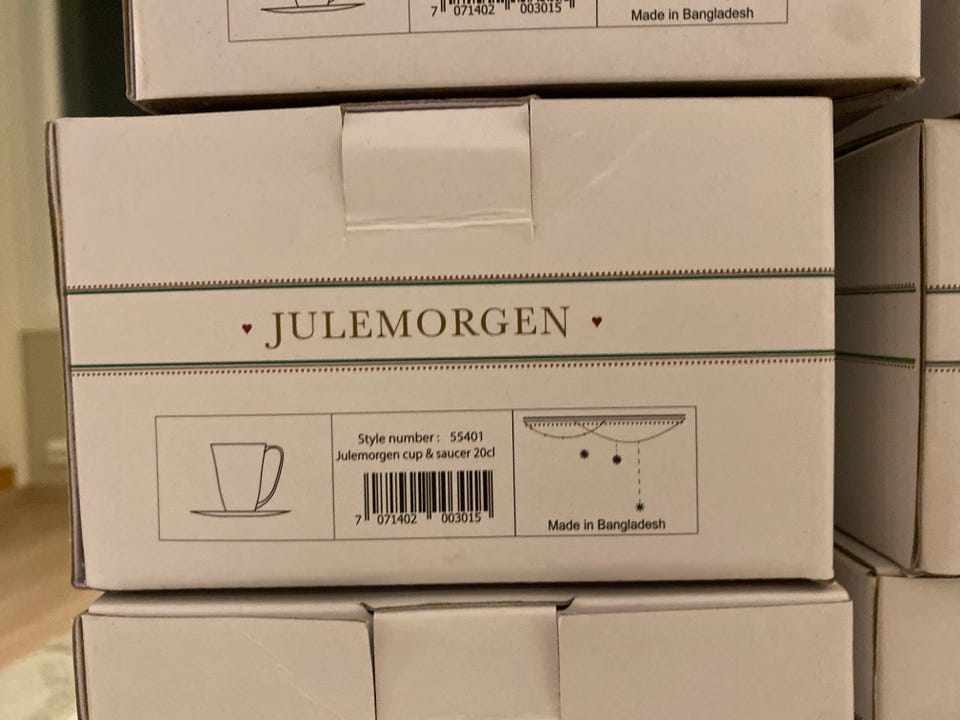 7 071402 003015
Made in Bangladesh
JULEMORGEN
Style number : 55401
Julemorgen cup & saucer 20cl
7 071402 003015
Made in Bangladesh